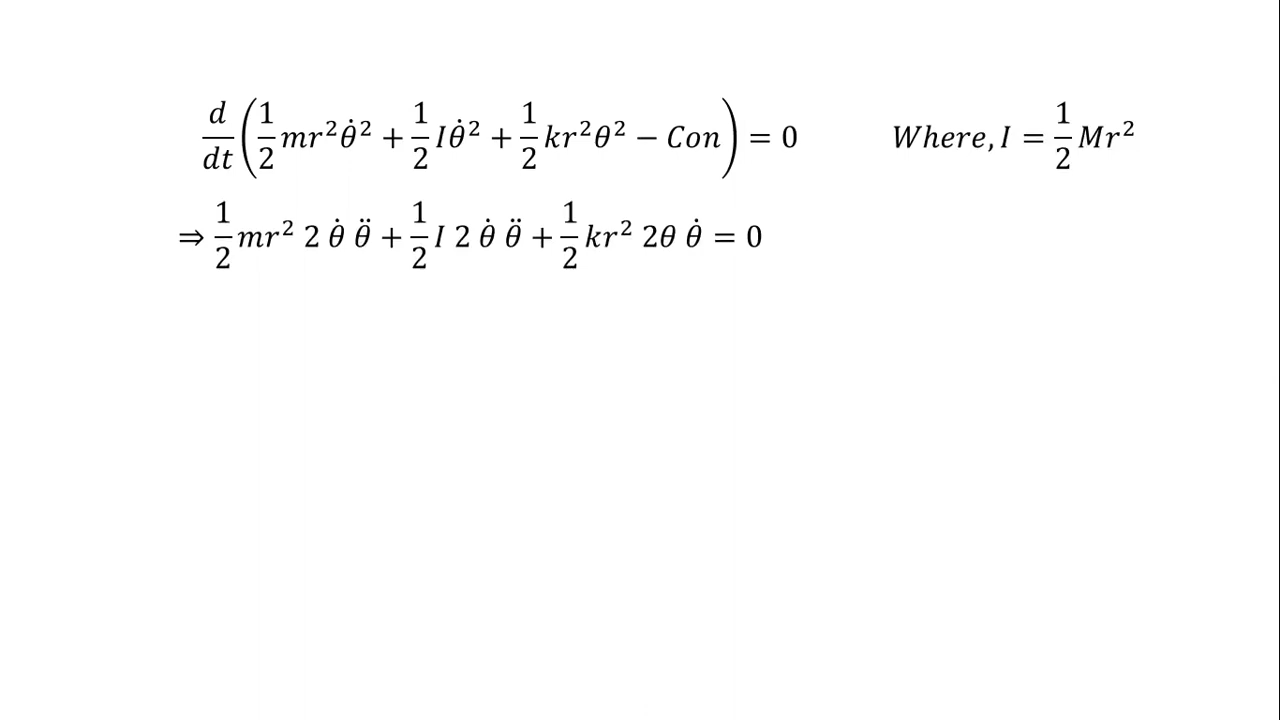 d/dt(1/2 mr²θ̇² + 1/2 Iθ̇² + 1/2 kr²θ² − Con) = 0 Where, I = 1/2 Mr²
⇒ 1/2 mr² 2 θ̇ θ̈ + 1/2 I 2 θ̇ θ̈ + 1/2 kr² 2θ θ̇ = 0